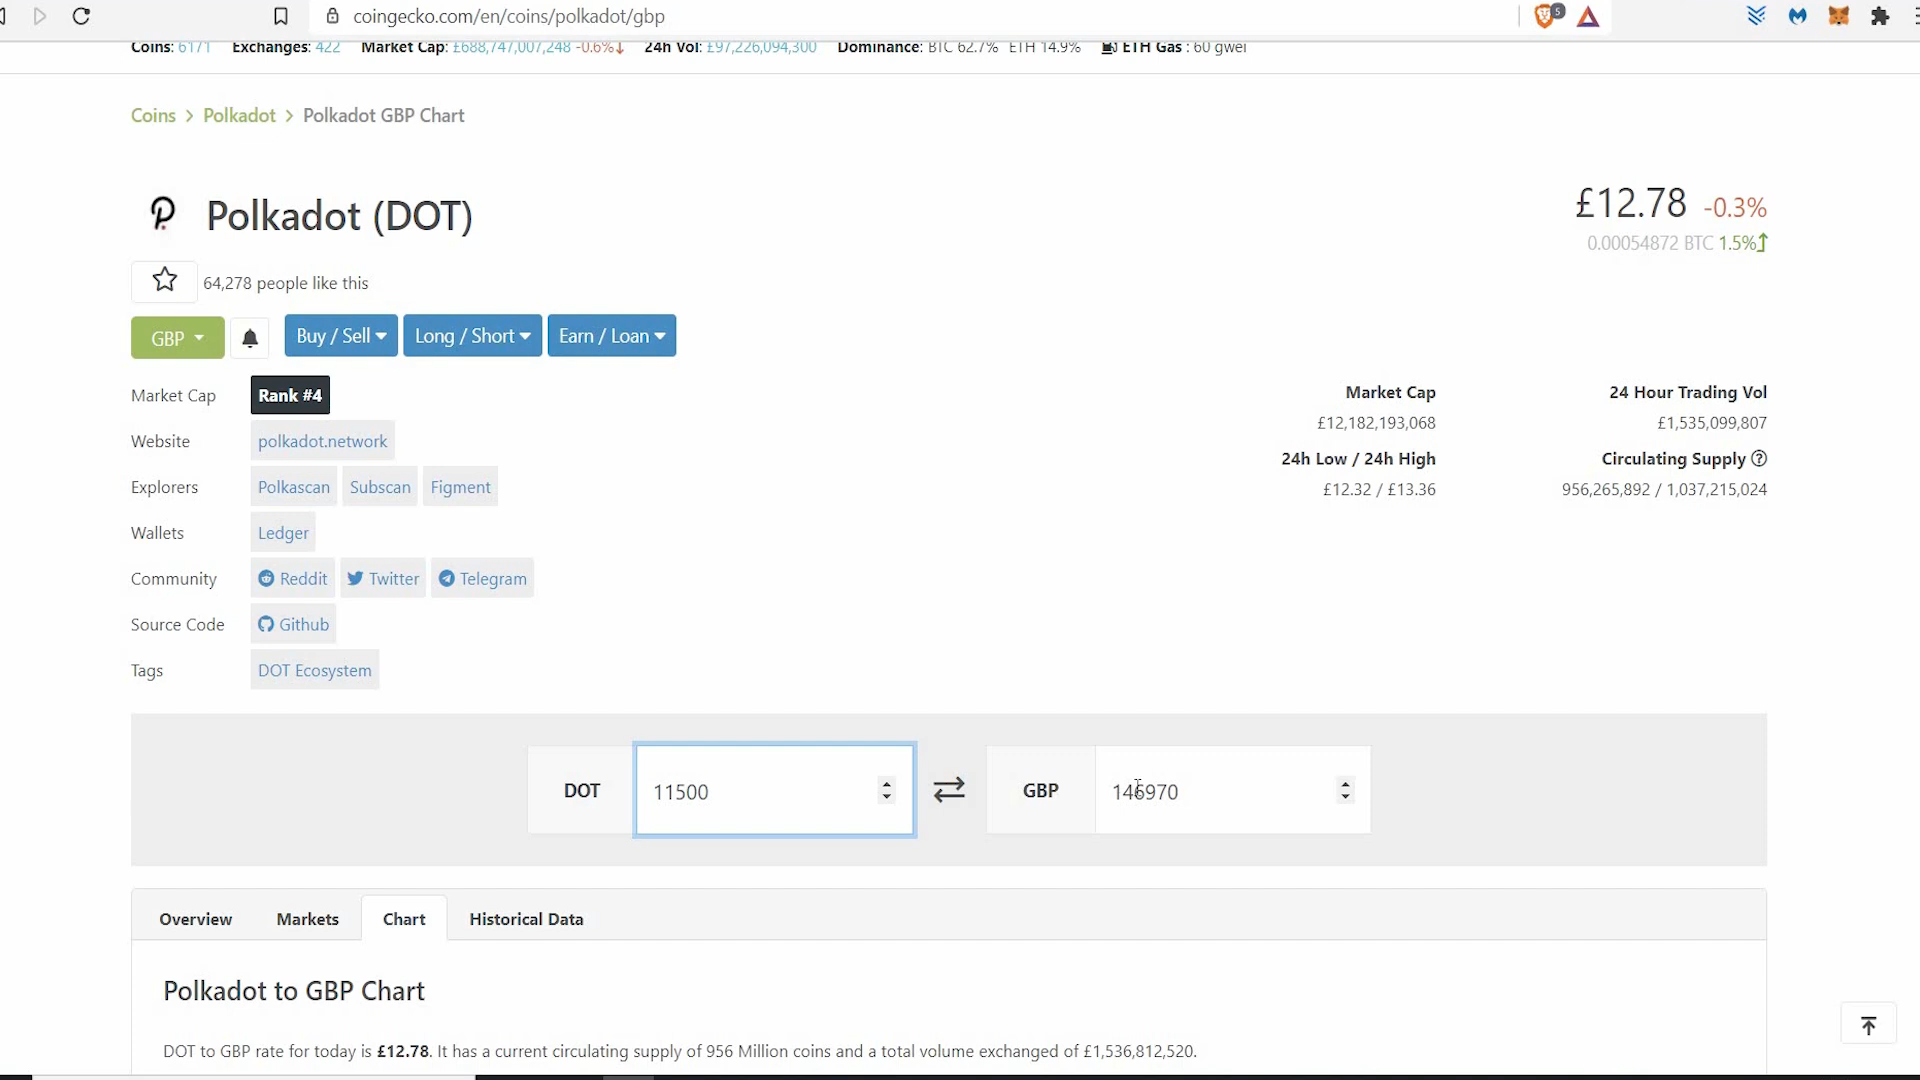 coingecko.com/en/coins/polkadot/gbp
5
Coins: 6171 Exchanges: 422 Market Cap: £688,747,007,248 -0.6%↓ 24h Vol: £97,226,094,300 Dominance: BTC 62.7% ETH 14.9% ETH Gas : 60 gwei
Coins > Polkadot > Polkadot GBP Chart
Polkadot (DOT)
£12.78 -0.3%
0.00054872 BTC 1.5%↑
64,278 people like this
GBP Buy / Sell Long / Short Earn / Loan
Market Cap Rank #4
Website polkadot.network
Explorers Polkascan Subscan Figment
Wallets Ledger
Community Reddit Twitter Telegram
Source Code Github
Tags DOT Ecosystem
Market Cap 24 Hour Trading Vol
£12,182,193,068 £1,535,099,807
24h Low / 24h High Circulating Supply
£12.32 / £13.36 956,265,892 / 1,037,215,024
DOT 11500 GBP 146970
Overview Markets Chart Historical Data
Polkadot to GBP Chart
DOT to GBP rate for today is £12.78. It has a current circulating supply of 956 Million coins and a total volume exchanged of £1,536,812,520.